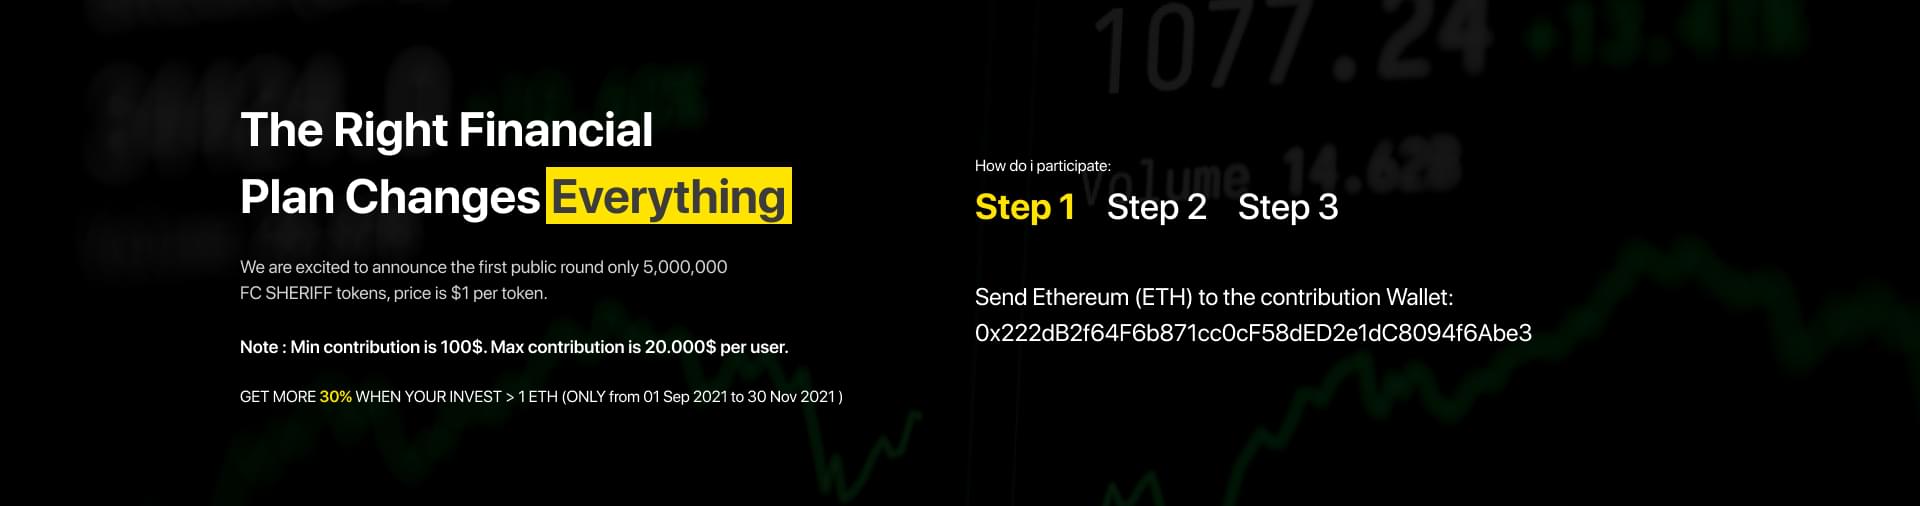 1077.24 +13.41%
Volume 14.62B
The Right Financial
Plan Changes Everything
We are excited to announce the first public round only 5,000,000
FC SHERIFF tokens, price is $1 per token.
Note : Min contribution is 100$. Max contribution is 20.000$ per user.
GET MORE 30% WHEN YOUR INVEST > 1 ETH (ONLY from 01 Sep 2021 to 30 Nov 2021 )
How do i participate:
Step 1 Step 2 Step 3
Send Ethereum (ETH) to the contribution Wallet:
0x222dB2f64F6b871cc0cF58dED2e1dC8094f6Abe3